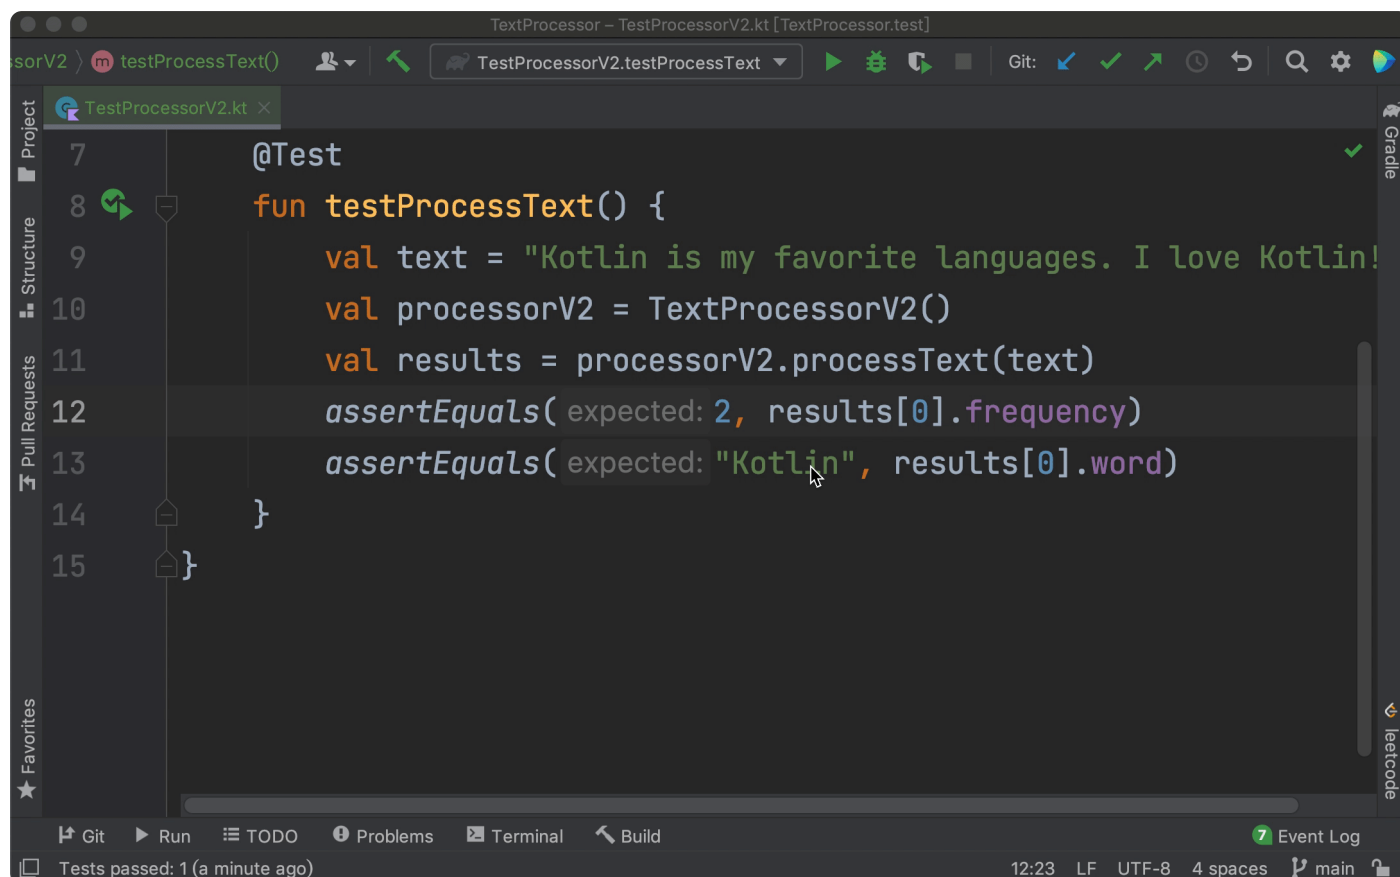 TextProcessor – TestProcessorV2.kt [TextProcessor.test]
sorV2 〉 m testProcessText() TestProcessorV2.testProcessText Git:
TestProcessorV2.kt
Project
Structure
Pull Requests
Favorites
Gradle
leetcode
7 @Test
8 fun testProcessText() {
9 val text = "Kotlin is my favorite languages. I love Kotlin!
10 val processorV2 = TextProcessorV2()
11 val results = processorV2.processText(text)
12 assertEquals( expected: 2, results[0].frequency)
13 assertEquals( expected: "Kotlin", results[0].word)
14 }
15 }
Git Run TODO Problems Terminal Build 7 Event Log
Tests passed: 1 (a minute ago) 12:23 LF UTF-8 4 spaces main